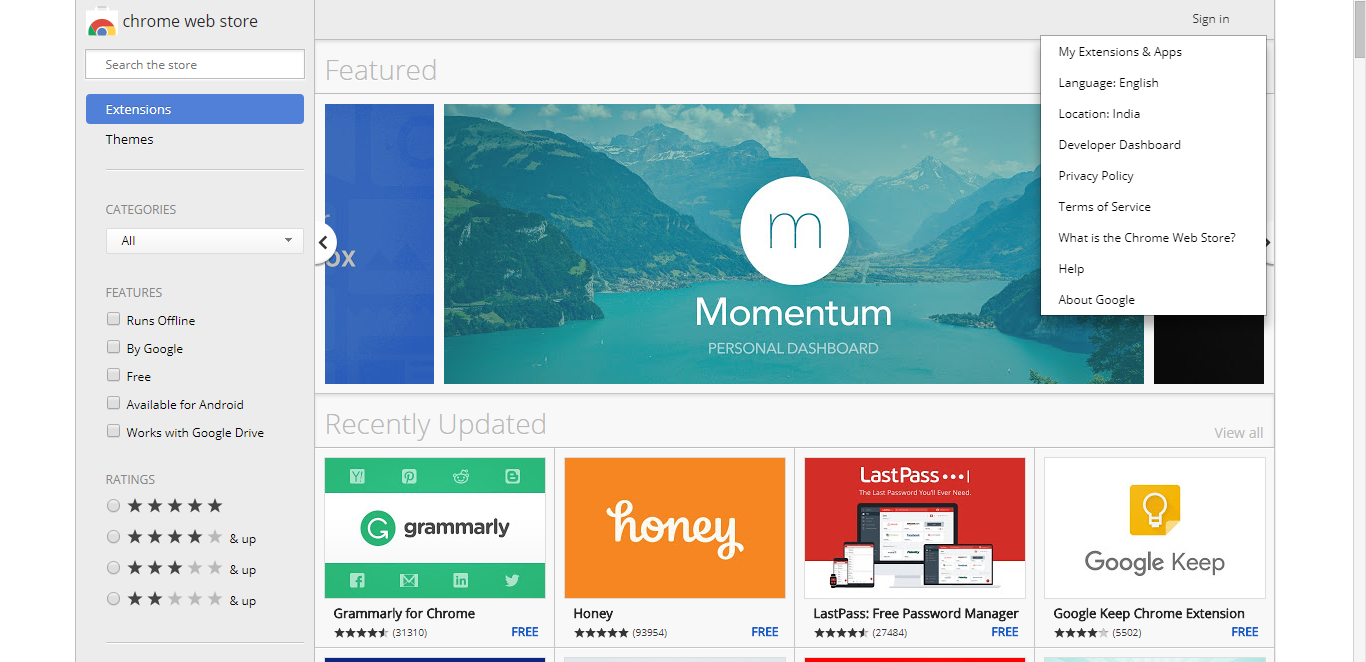 chrome web store
Sign in
Search the store
Extensions
Themes
CATEGORIES
All
FEATURES
Runs Offline
By Google
Free
Available for Android
Works with Google Drive
RATINGS
& up
& up
& up
My Extensions & Apps
Language: English
Location: India
Developer Dashboard
Privacy Policy
Terms of Service
What is the Chrome Web Store?
Help
About Google
Featured
ox
m
Momentum
PERSONAL DASHBOARD
Recently Updated
View all
grammarly
Grammarly for Chrome
(31310) FREE
honey
Honey
(93954) FREE
LastPass •••|
The Last Password You'll Ever Need.
LastPass: Free Password Manager
(27484) FREE
Google Keep
Google Keep Chrome Extension
(5502) FREE